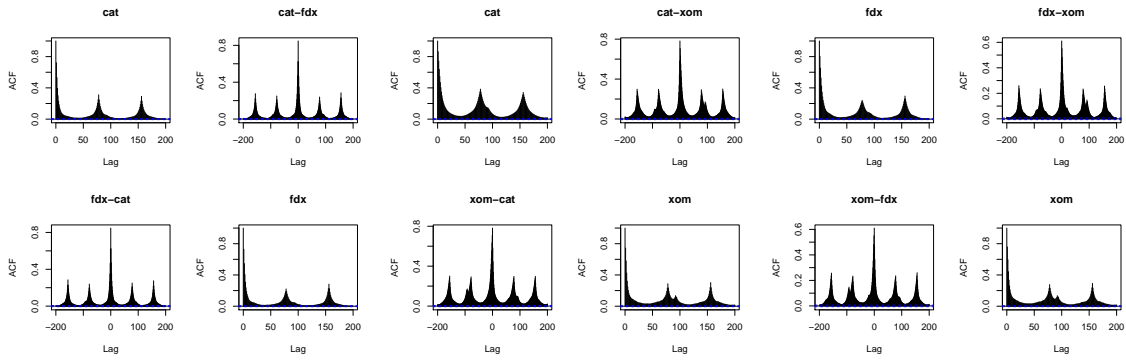 cat cat−fdx cat cat−xom fdx fdx−xom
ACF 0.0 0.4 0.8 ACF 0.0 0.4 0.8 ACF 0.0 0.4 0.8 ACF 0.0 0.2 0.4 0.6 0.8 ACF 0.0 0.4 0.8 ACF 0.0 0.2 0.4 0.6
0 50 100 150 200 −200 0 100 200 0 50 100 150 200 −200 −100 0 100 200 0 50 100 150 200 −200 0 100 200
Lag Lag Lag Lag Lag Lag
fdx−cat fdx xom−cat xom xom−fdx xom
ACF 0.0 0.4 0.8 ACF 0.0 0.4 0.8 ACF 0.0 0.4 0.8 ACF 0.0 0.4 0.8 ACF 0.0 0.2 0.4 0.6 ACF 0.0 0.4 0.8
−200 0 100 200 0 50 100 150 200 −200 −100 0 100 200 0 50 100 150 200 −200 0 100 200 0 50 100 150 200
Lag Lag Lag Lag Lag Lag